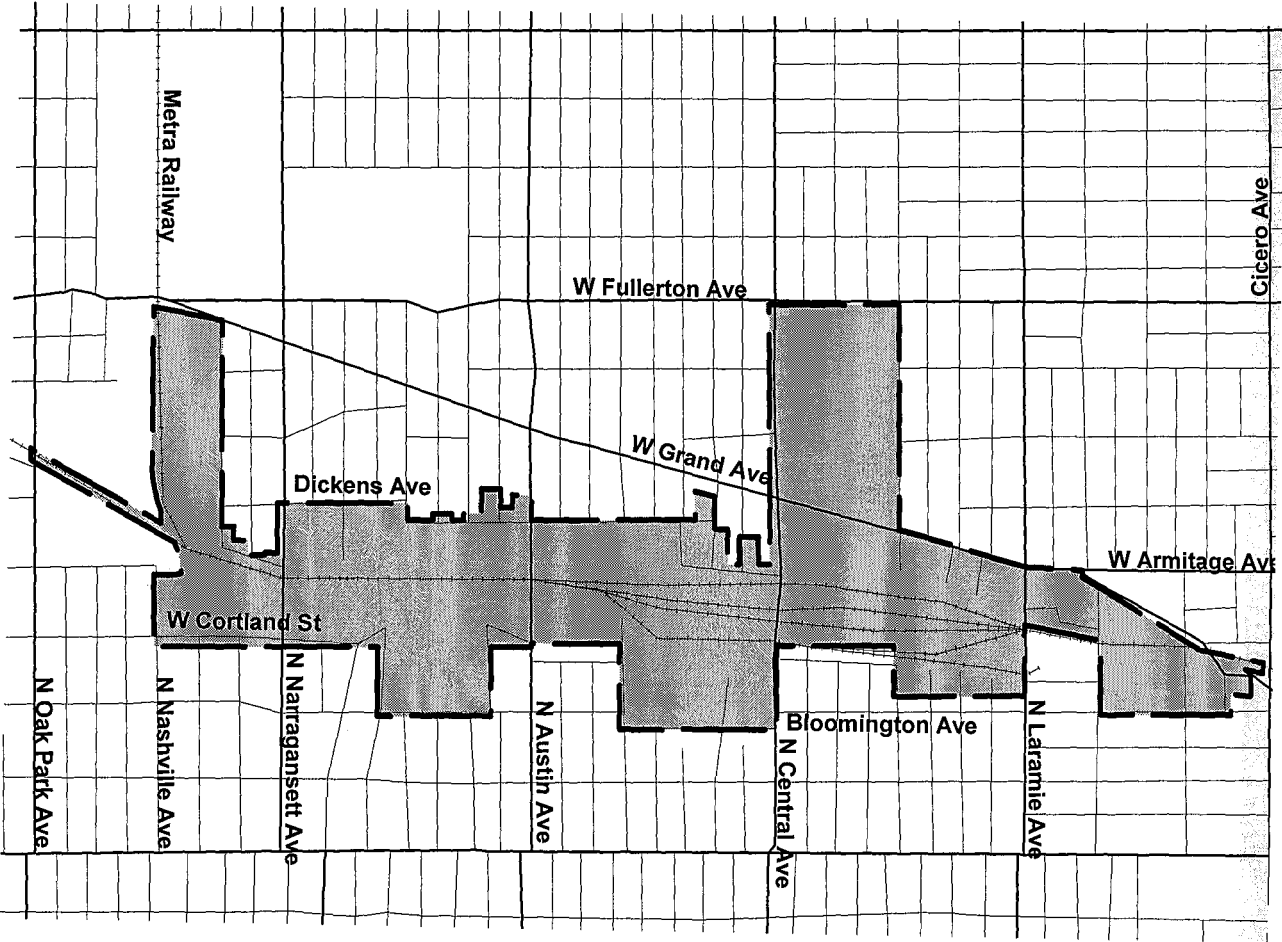 Metra Railway
Cicero Ave
W Fullerton Ave
W Grand Ave
Dickens Ave
W Armitage Av
W Cortland St
Bloomington Ave
N Oak Park Ave
N Nashville Ave
N Narragansett Ave
N Austin Ave
N Central Ave
N Laramie Ave